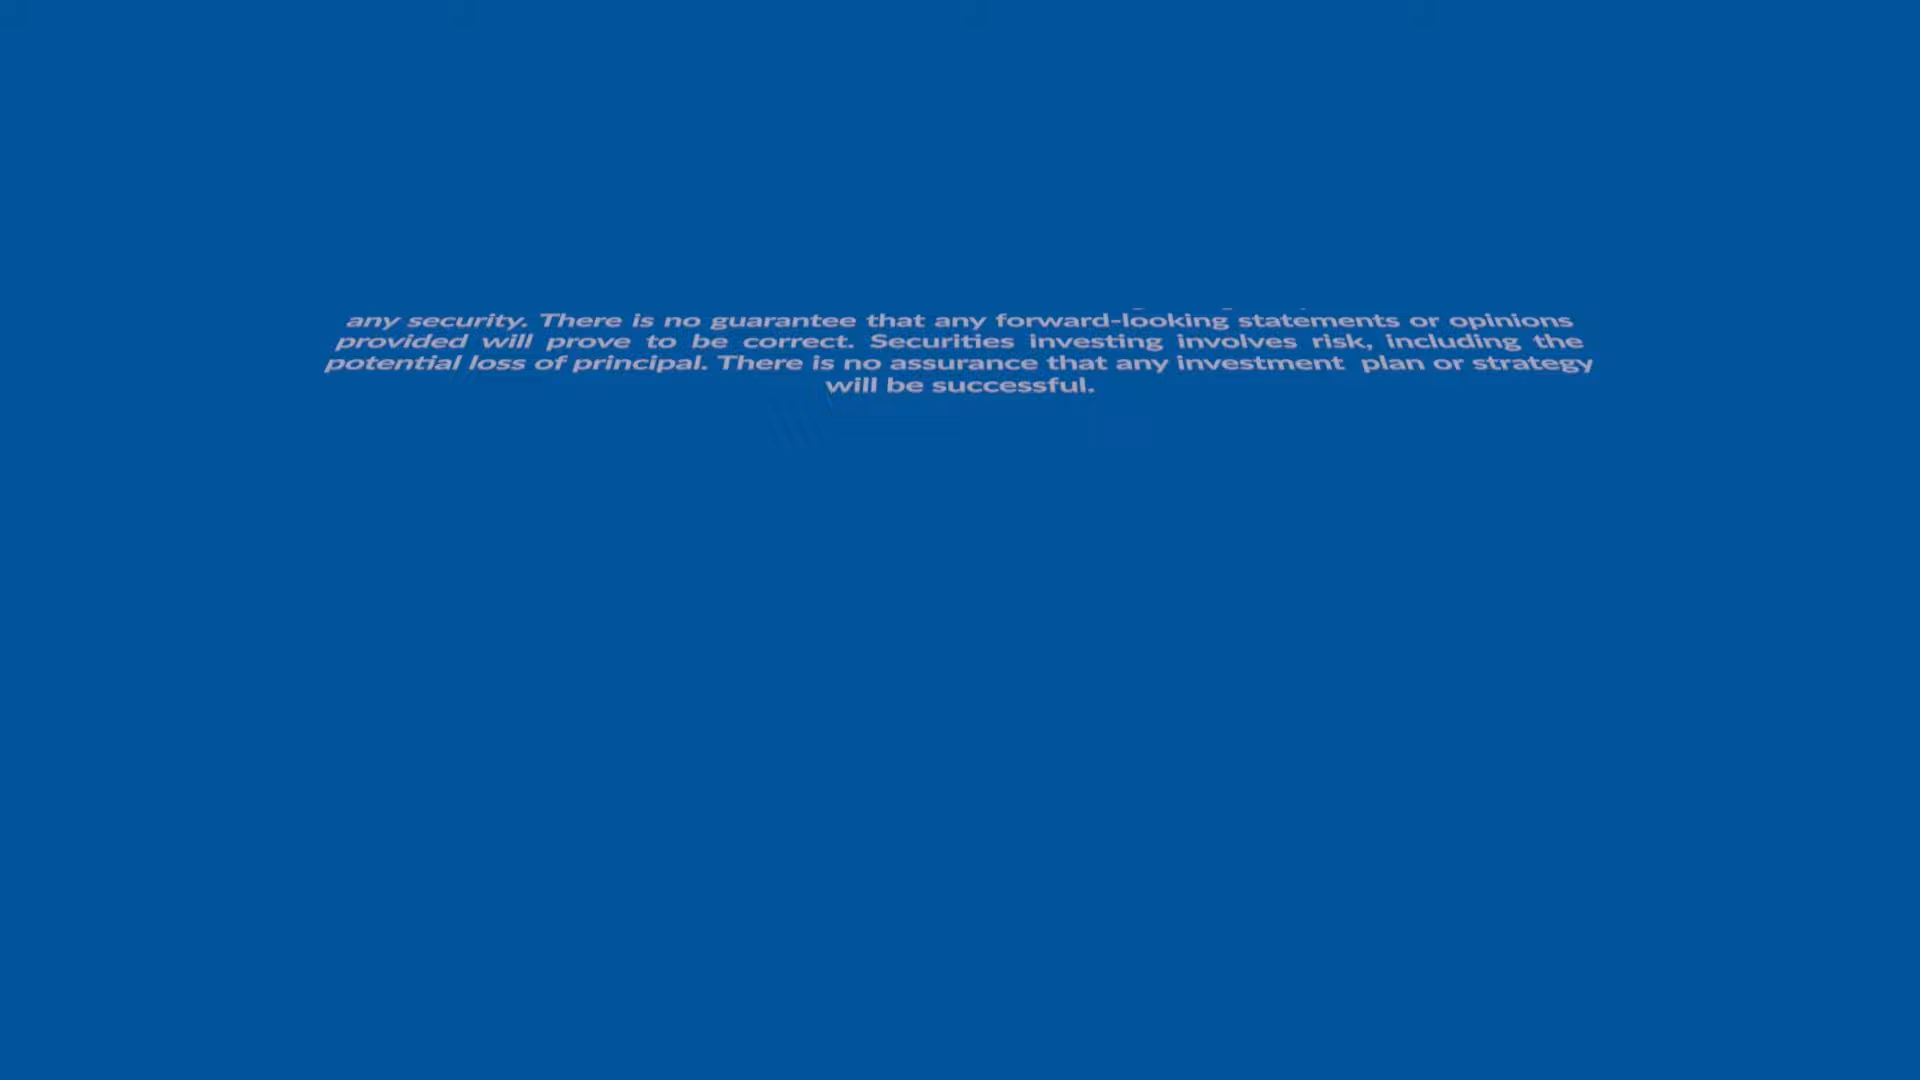 any security. There is no guarantee that any forward-looking statements or opinions
provided will prove to be correct. Securities investing involves risk, including the
potential loss of principal. There is no assurance that any investment plan or strategy
will be successful.